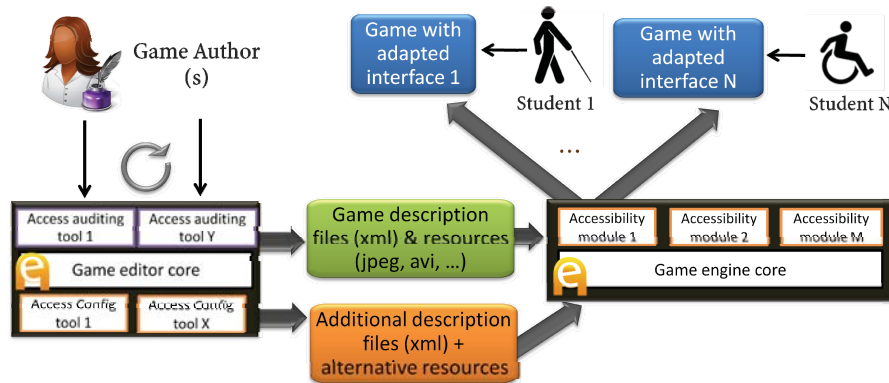 Game Author
(s)
Game with
adapted
interface 1
Student 1
Game with
adapted
interface N
Student N
...
Access auditing
tool 1
Access auditing
tool Y
Game editor core
Access Config
tool 1
Access Config
tool X
Game description
files (xml) & resources
(jpeg, avi, ...)
Additional description
files (xml) +
alternative resources
Accessibility
module 1
Accessibility
module 2
Accessibility
module M
Game engine core